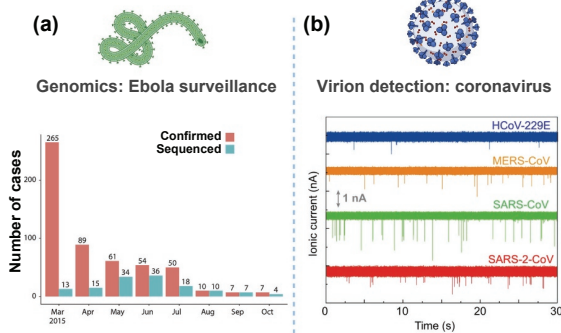 (a)
Genomics: Ebola surveillance
Number of cases
200
100
0
Confirmed
Sequenced
265
13
89
15
61
34
54
36
50
18
10
10
7
7
7
4
Mar
2015
Apr
May
Jun
Jul
Aug
Sep
Oct
(b)
Virion detection: coronavirus
Ionic current (nA)
HCoV-229E
MERS-CoV
1 nA
SARS-CoV
SARS-2-CoV
0
10
20
30
Time (s)